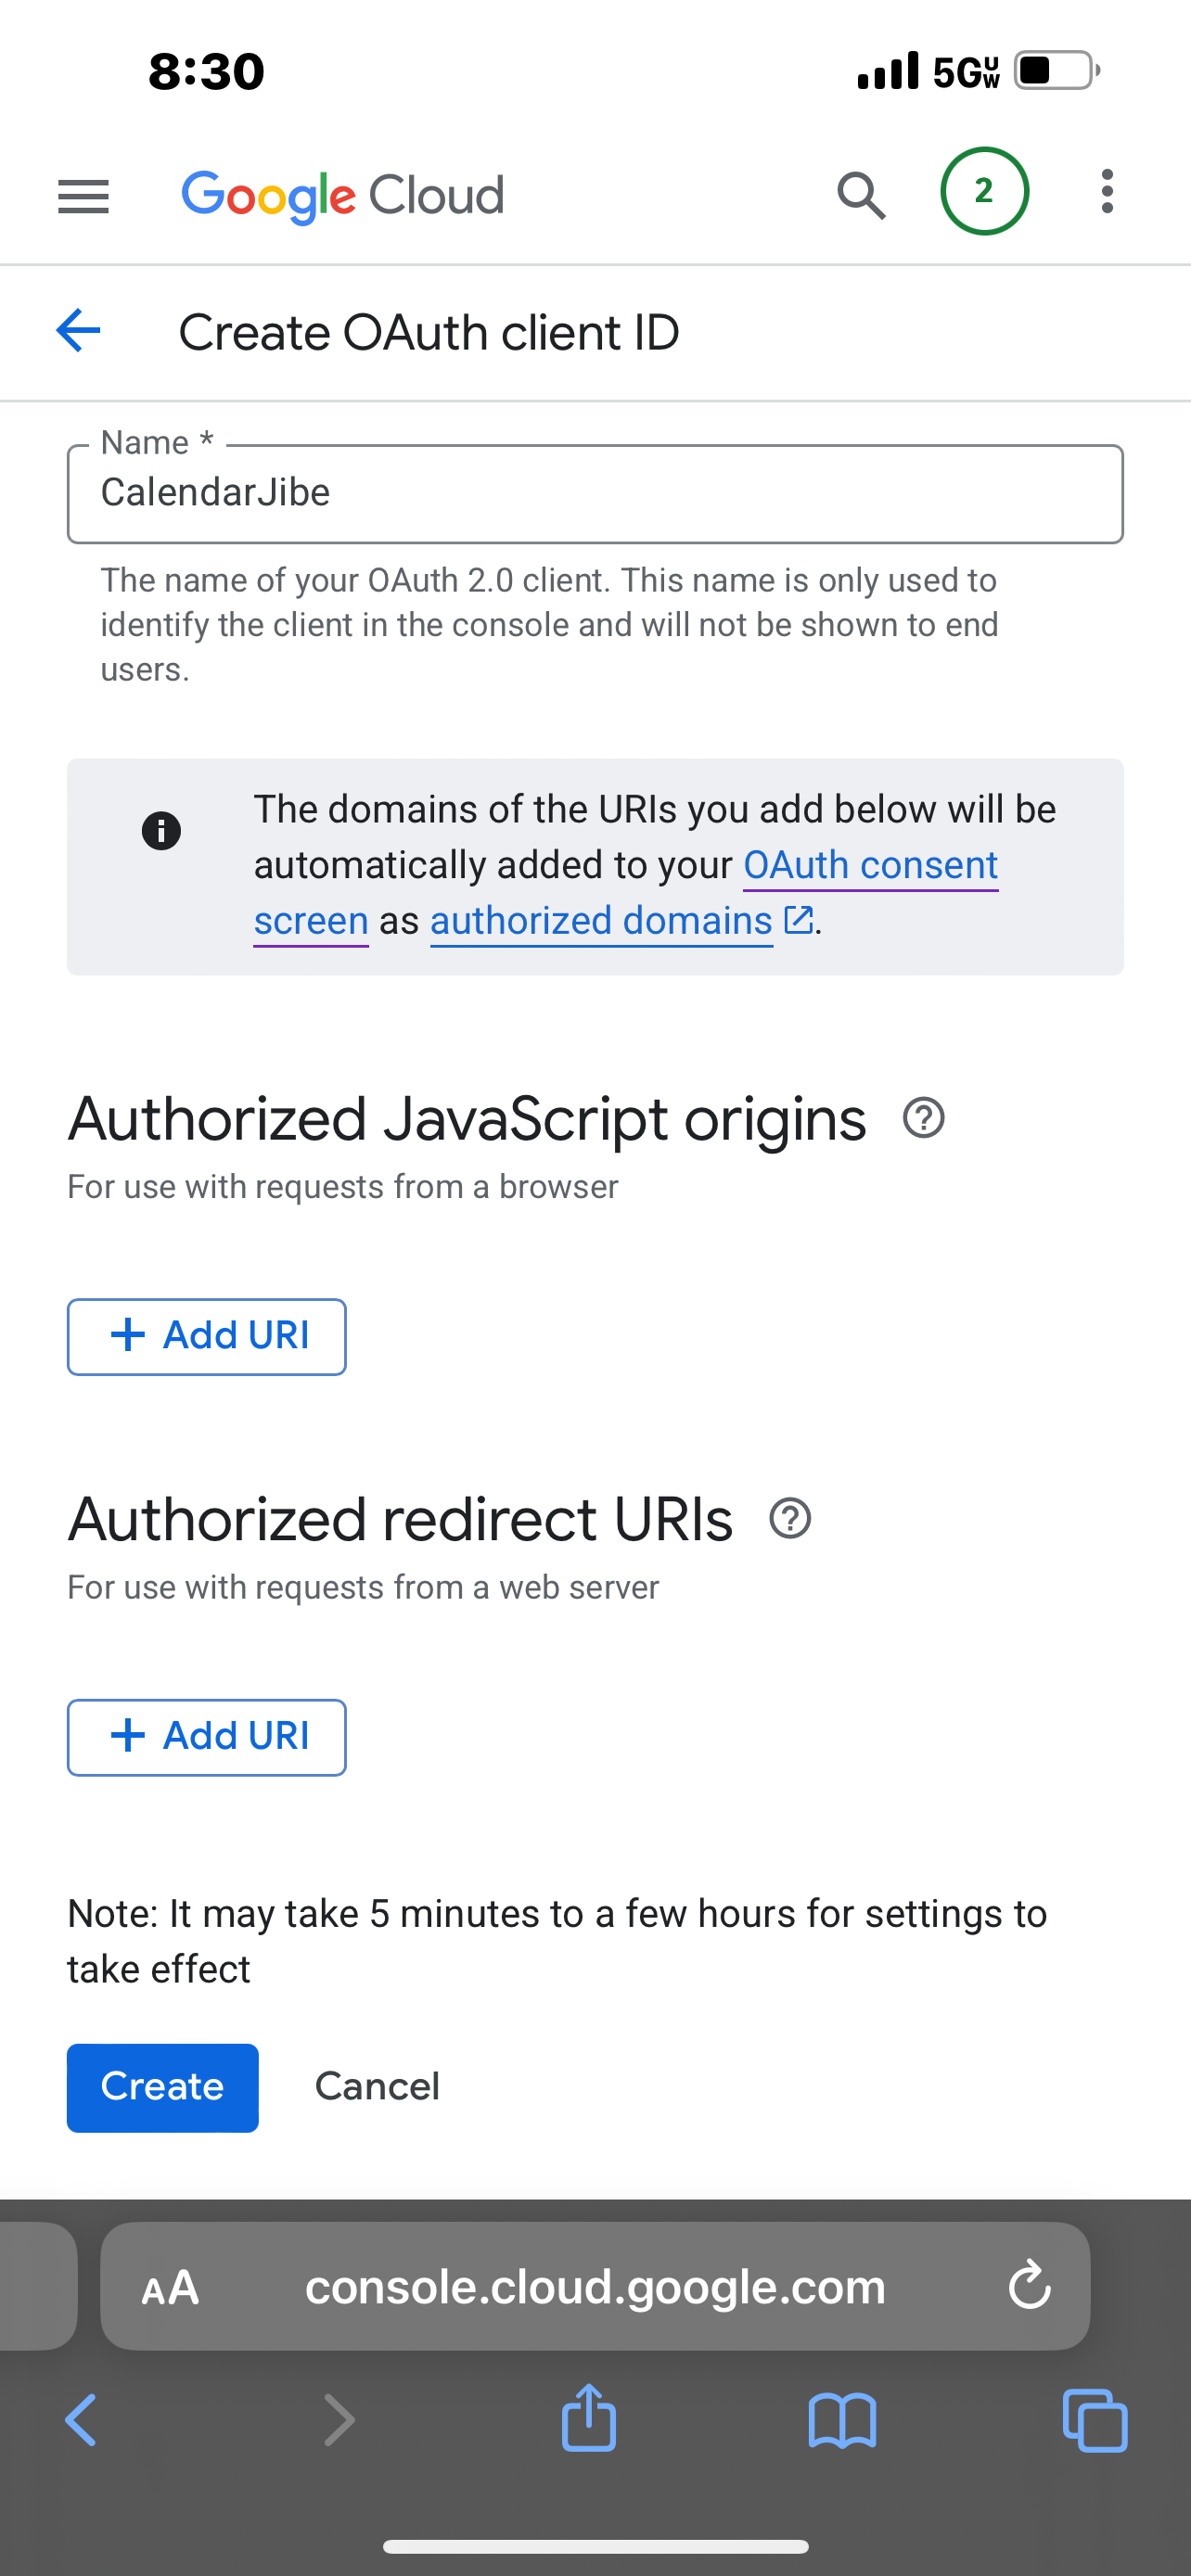 8:30
5G UW
Google Cloud
2
Create OAuth client ID
Name *
CalendarJibe
The name of your OAuth 2.0 client. This name is only used to
identify the client in the console and will not be shown to end
users.
The domains of the URIs you add below will be
automatically added to your OAuth consent
screen as authorized domains.
Authorized JavaScript origins
For use with requests from a browser
+ Add URI
Authorized redirect URIs
For use with requests from a web server
+ Add URI
Note: It may take 5 minutes to a few hours for settings to
take effect
Create Cancel
AA console.cloud.google.com